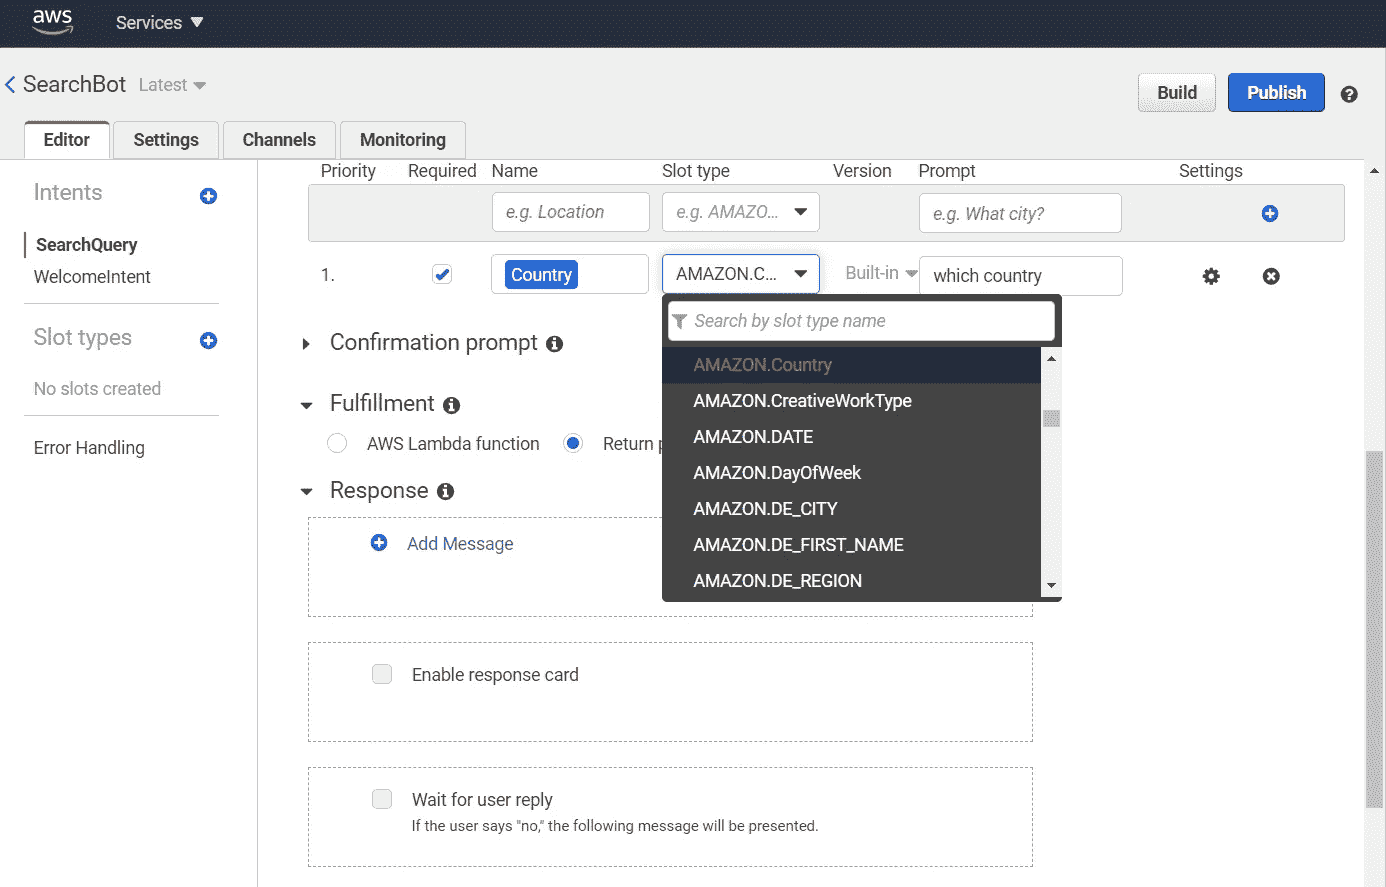 aws Services
SearchBot Latest
Build Publish
Editor Settings Channels Monitoring
Intents
SearchQuery
WelcomeIntent
Slot types
No slots created
Error Handling
Priority Required Name Slot type Version Prompt Settings
e.g. Location e.g. AMAZO... e.g. What city?
1. Country AMAZON.C... Built-in which country
Search by slot type name
AMAZON.Country
AMAZON.CreativeWorkType
AMAZON.DATE
AMAZON.DayOfWeek
AMAZON.DE_CITY
AMAZON.DE_FIRST_NAME
AMAZON.DE_REGION
Confirmation prompt
Fulfillment
AWS Lambda function Return
Response
Add Message
Enable response card
Wait for user reply
If the user says "no," the following message will be presented.